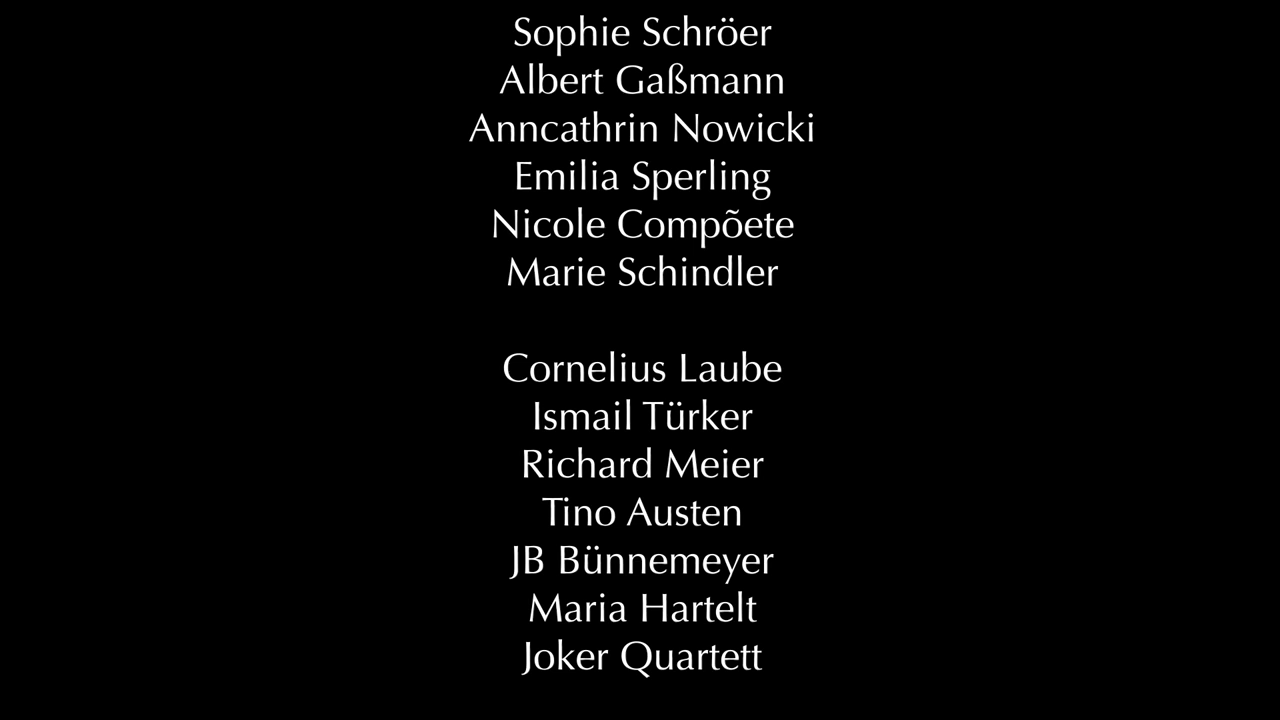 Sophie Schröer
Albert Gaßmann
Anncathrin Nowicki
Emilia Sperling
Nicole Compõete
Marie Schindler
Cornelius Laube
Ismail Türker
Richard Meier
Tino Austen
JB Bünnemeyer
Maria Hartelt
Joker Quartett